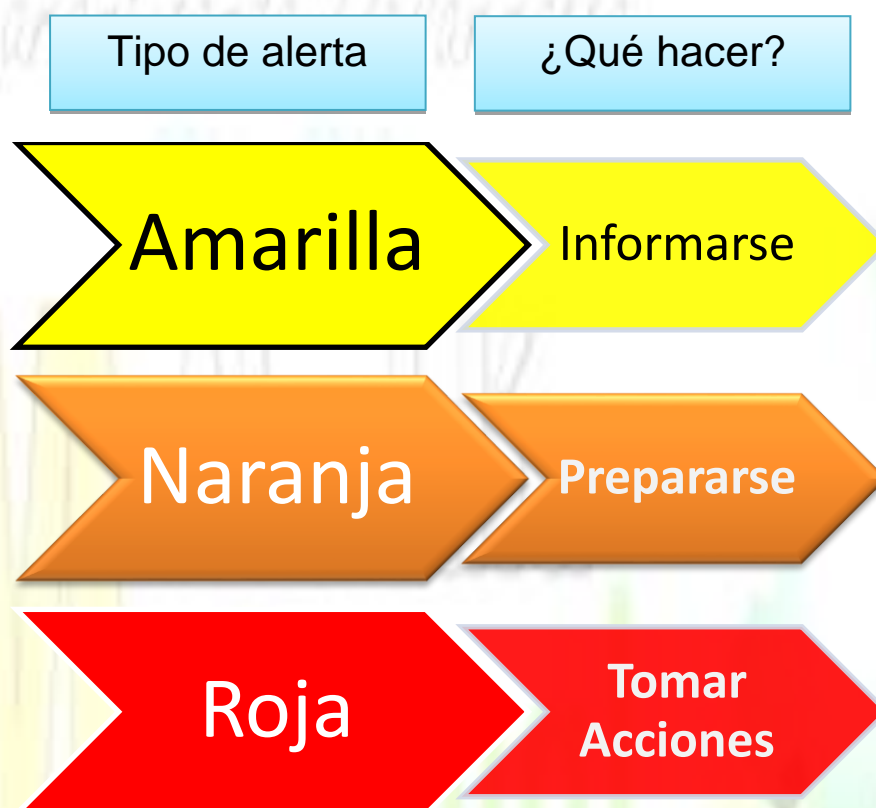 Tipo de alerta
¿Qué hacer?
Amarilla
Informarse
Naranja
Prepararse
Roja
Tomar
Acciones